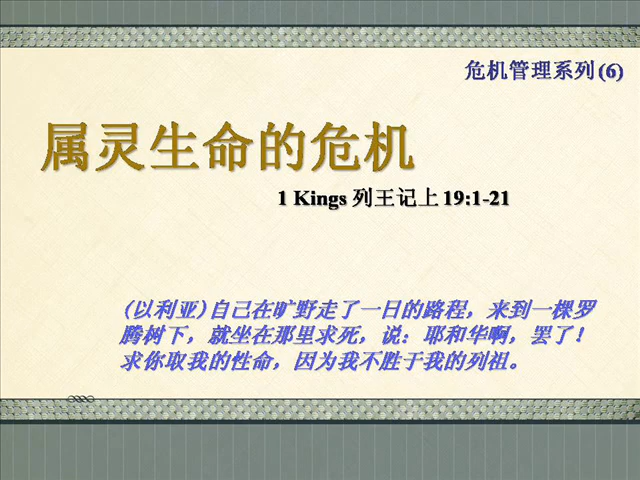 危机管理系列(6)
属灵生命的危机
1 Kings 列王记上 19:1-21
(以利亚)自己在旷野走了一日的路程，来到一棵罗
腾树下，就坐在那里求死，说：耶和华啊，罢了！
求你取我的性命，因为我不胜于我的列祖。